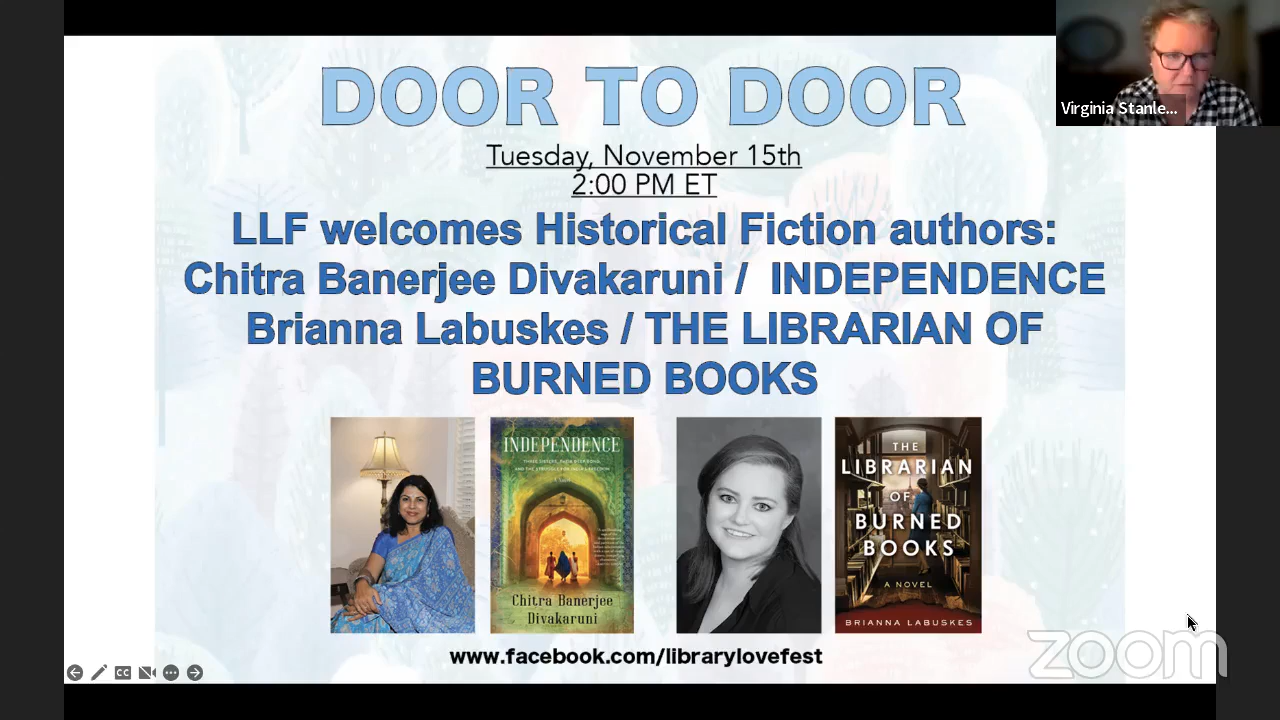 DOOR TO DOOR
Virginia Stanle...
Tuesday, November 15th
2:00 PM ET
LLF welcomes Historical Fiction authors:
Chitra Banerjee Divakaruni / INDEPENDENCE
Brianna Labuskes / THE LIBRARIAN OF
BURNED BOOKS
INDEPENDENCE
Chitra Banerjee
Divakaruni
THE
LIBRARIAN
OF
BURNED
BOOKS
A NOVEL
BRIANNA LABUSKES
www.facebook.com/librarylovefest
CC
zoom